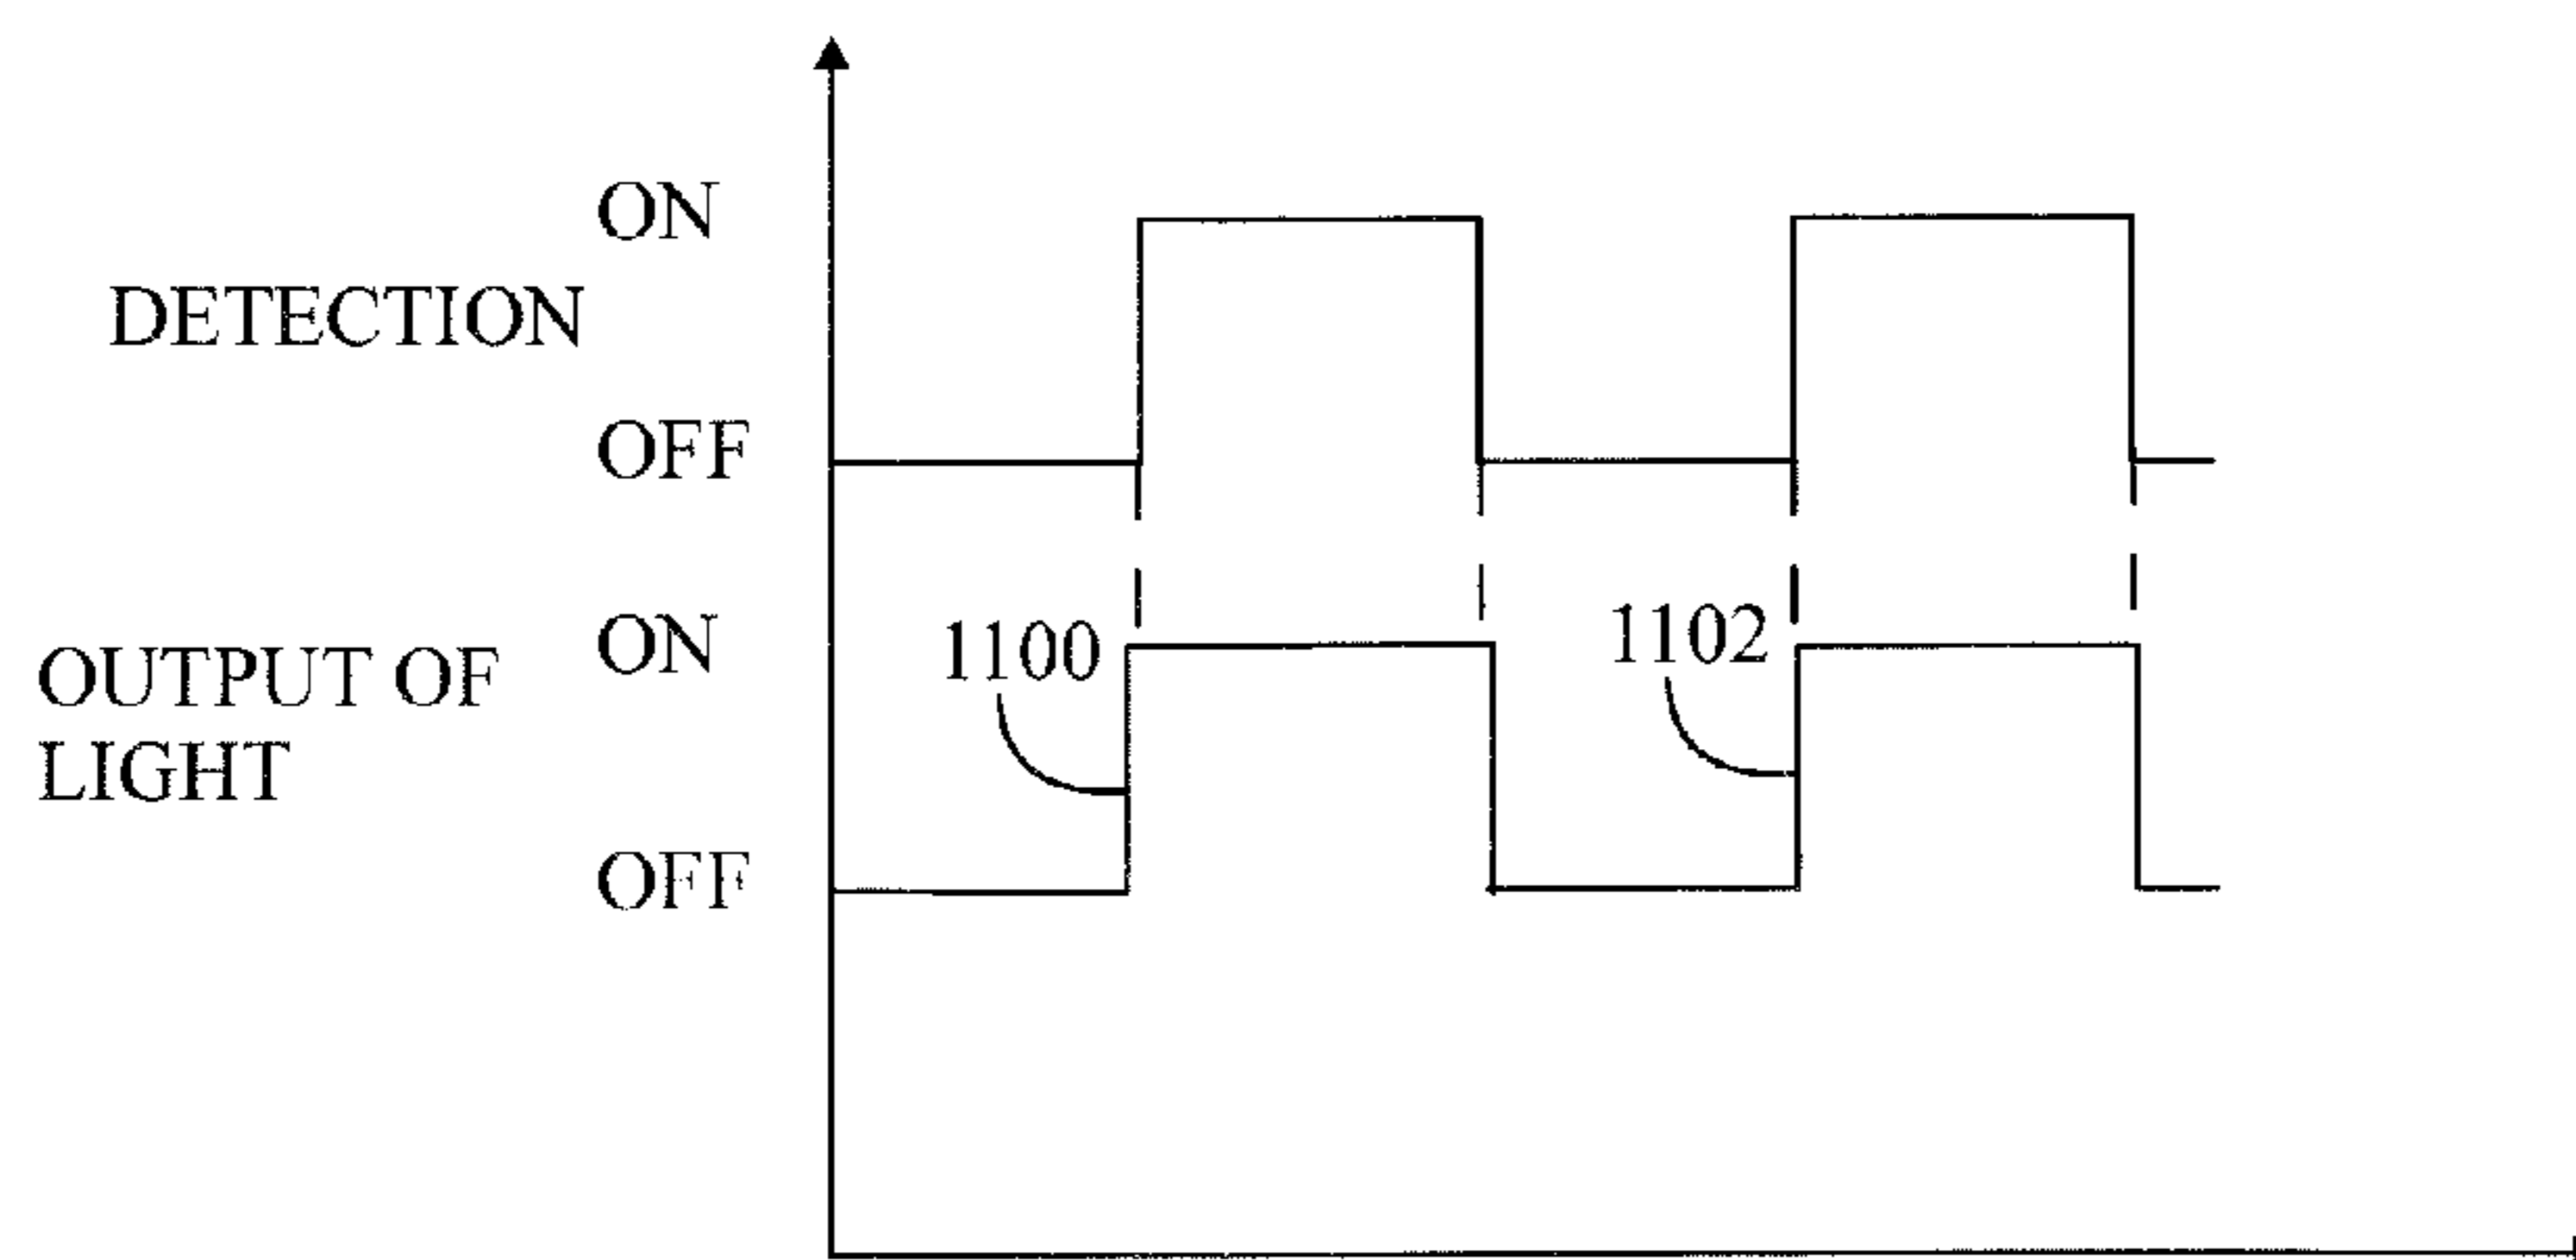 ON
DETECTION
OFF
ON
1100
1102
OUTPUT OF
LIGHT
OFF